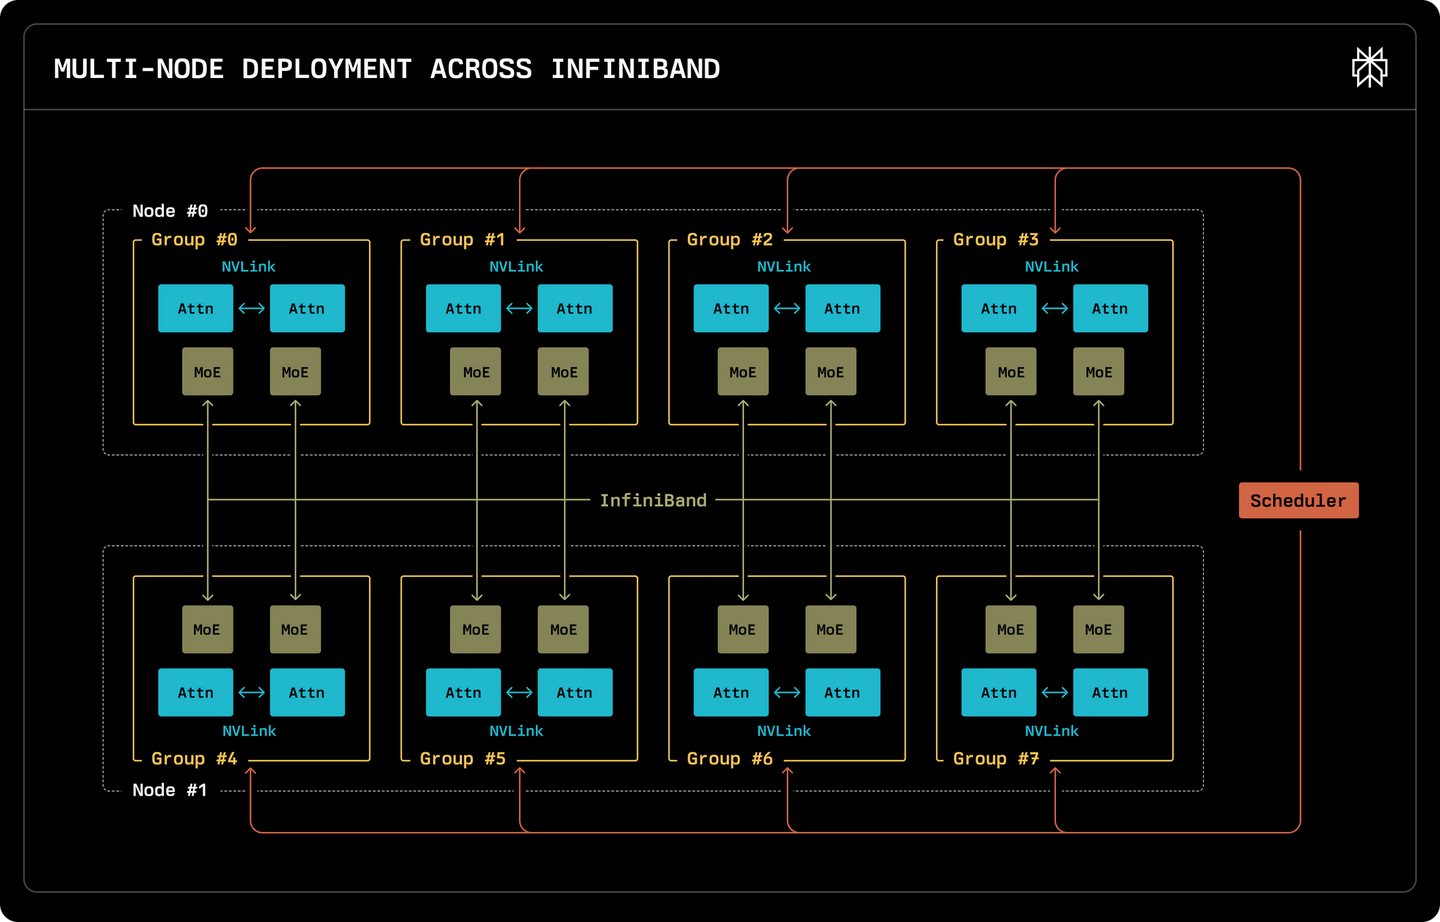 MULTI-NODE DEPLOYMENT ACROSS INFINIBAND
Node #0
Group #0 Group #1 Group #2 Group #3
NVLink NVLink NVLink NVLink
Attn Attn Attn Attn Attn Attn Attn Attn
MoE MoE MoE MoE MoE MoE MoE MoE
InfiniBand
Scheduler
MoE MoE MoE MoE MoE MoE MoE MoE
Attn Attn Attn Attn Attn Attn Attn Attn
NVLink NVLink NVLink NVLink
Group #4 Group #5 Group #6 Group #7
Node #1